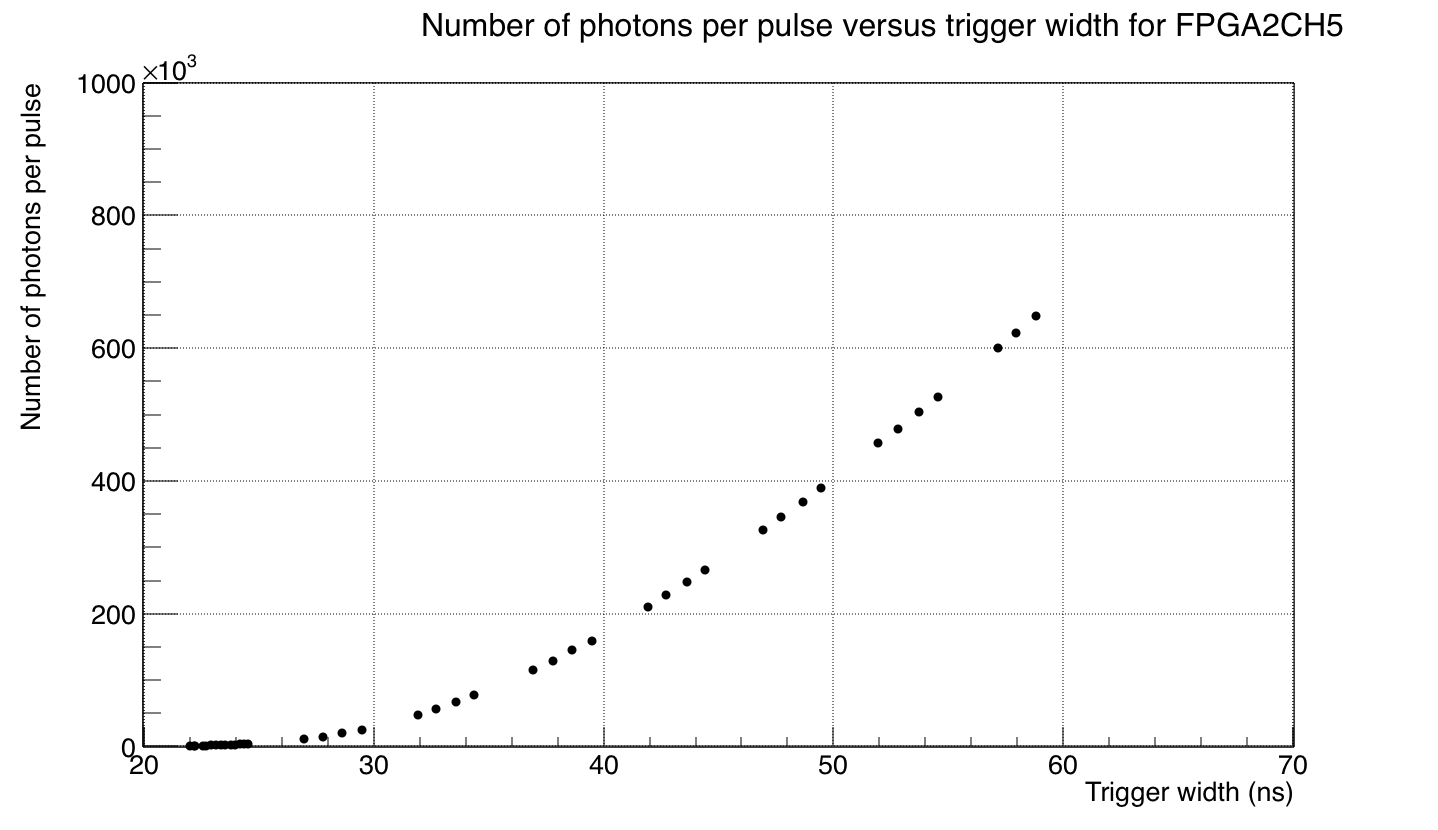 Number of photons per pulse versus trigger width for FPGA2CH5
×10³
Number of photons per pulse
1000
800
600
400
200
0
20 30 40 50 60 70
Trigger width (ns)